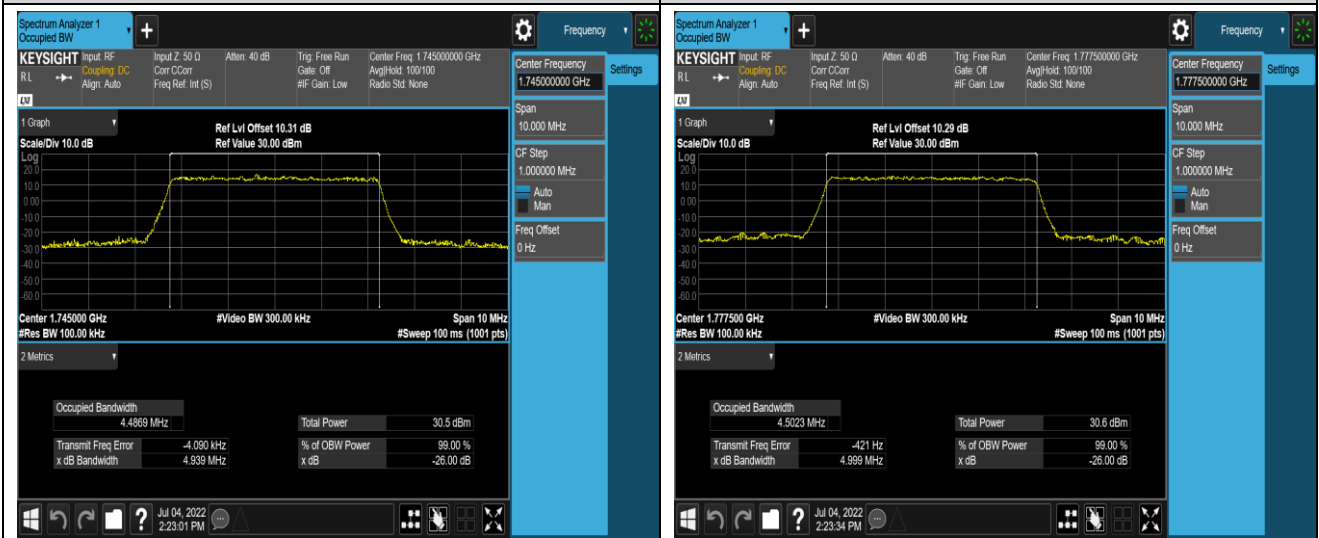 Spectrum Analyzer 1
Occupied BW
Frequency
KEYSIGHT Input: RF Input Z: 50 Ω Atten: 40 dB Trig: Free Run Center Freq: 1.745000000 GHz
RL Coupling: DC Corr CCorr Gate: Off Avg|Hold: 100/100
Align: Auto Freq Ref: Int (S) #IF Gain: Low Radio Std: None
LXI
Center Frequency
1.745000000 GHz
Settings
Span
10.000 MHz
CF Step
1.000000 MHz
Auto
Man
Freq Offset
0 Hz
1 Graph
Ref Lvl Offset 10.31 dB
Scale/Div 10.0 dB Ref Value 30.00 dBm
Log
20.0
10.0
0.00
-10.0
-20.0
-30.0
-40.0
-50.0
-60.0
Center 1.745000 GHz #Video BW 300.00 kHz Span 10 MHz
#Res BW 100.00 kHz #Sweep 100 ms (1001 pts)
2 Metrics
Occupied Bandwidth
4.4869 MHz Total Power 30.5 dBm
Transmit Freq Error -4.090 kHz % of OBW Power 99.00 %
x dB Bandwidth 4.939 MHz x dB -26.00 dB
?
Jul 04, 2022
2:23:01 PM
Spectrum Analyzer 1
Occupied BW
Frequency
KEYSIGHT Input: RF Input Z: 50 Ω Atten: 40 dB Trig: Free Run Center Freq: 1.777500000 GHz
RL Coupling: DC Corr CCorr Gate: Off Avg|Hold: 100/100
Align: Auto Freq Ref: Int (S) #IF Gain: Low Radio Std: None
LXI
Center Frequency
1.777500000 GHz
Settings
Span
10.000 MHz
CF Step
1.000000 MHz
Auto
Man
Freq Offset
0 Hz
1 Graph
Ref Lvl Offset 10.29 dB
Scale/Div 10.0 dB Ref Value 30.00 dBm
Log
20.0
10.0
0.00
-10.0
-20.0
-30.0
-40.0
-50.0
-60.0
Center 1.777500 GHz #Video BW 300.00 kHz Span 10 MHz
#Res BW 100.00 kHz #Sweep 100 ms (1001 pts)
2 Metrics
Occupied Bandwidth
4.5023 MHz Total Power 30.6 dBm
Transmit Freq Error -421 Hz % of OBW Power 99.00 %
x dB Bandwidth 4.999 MHz x dB -26.00 dB
?
Jul 04, 2022
2:23:34 PM